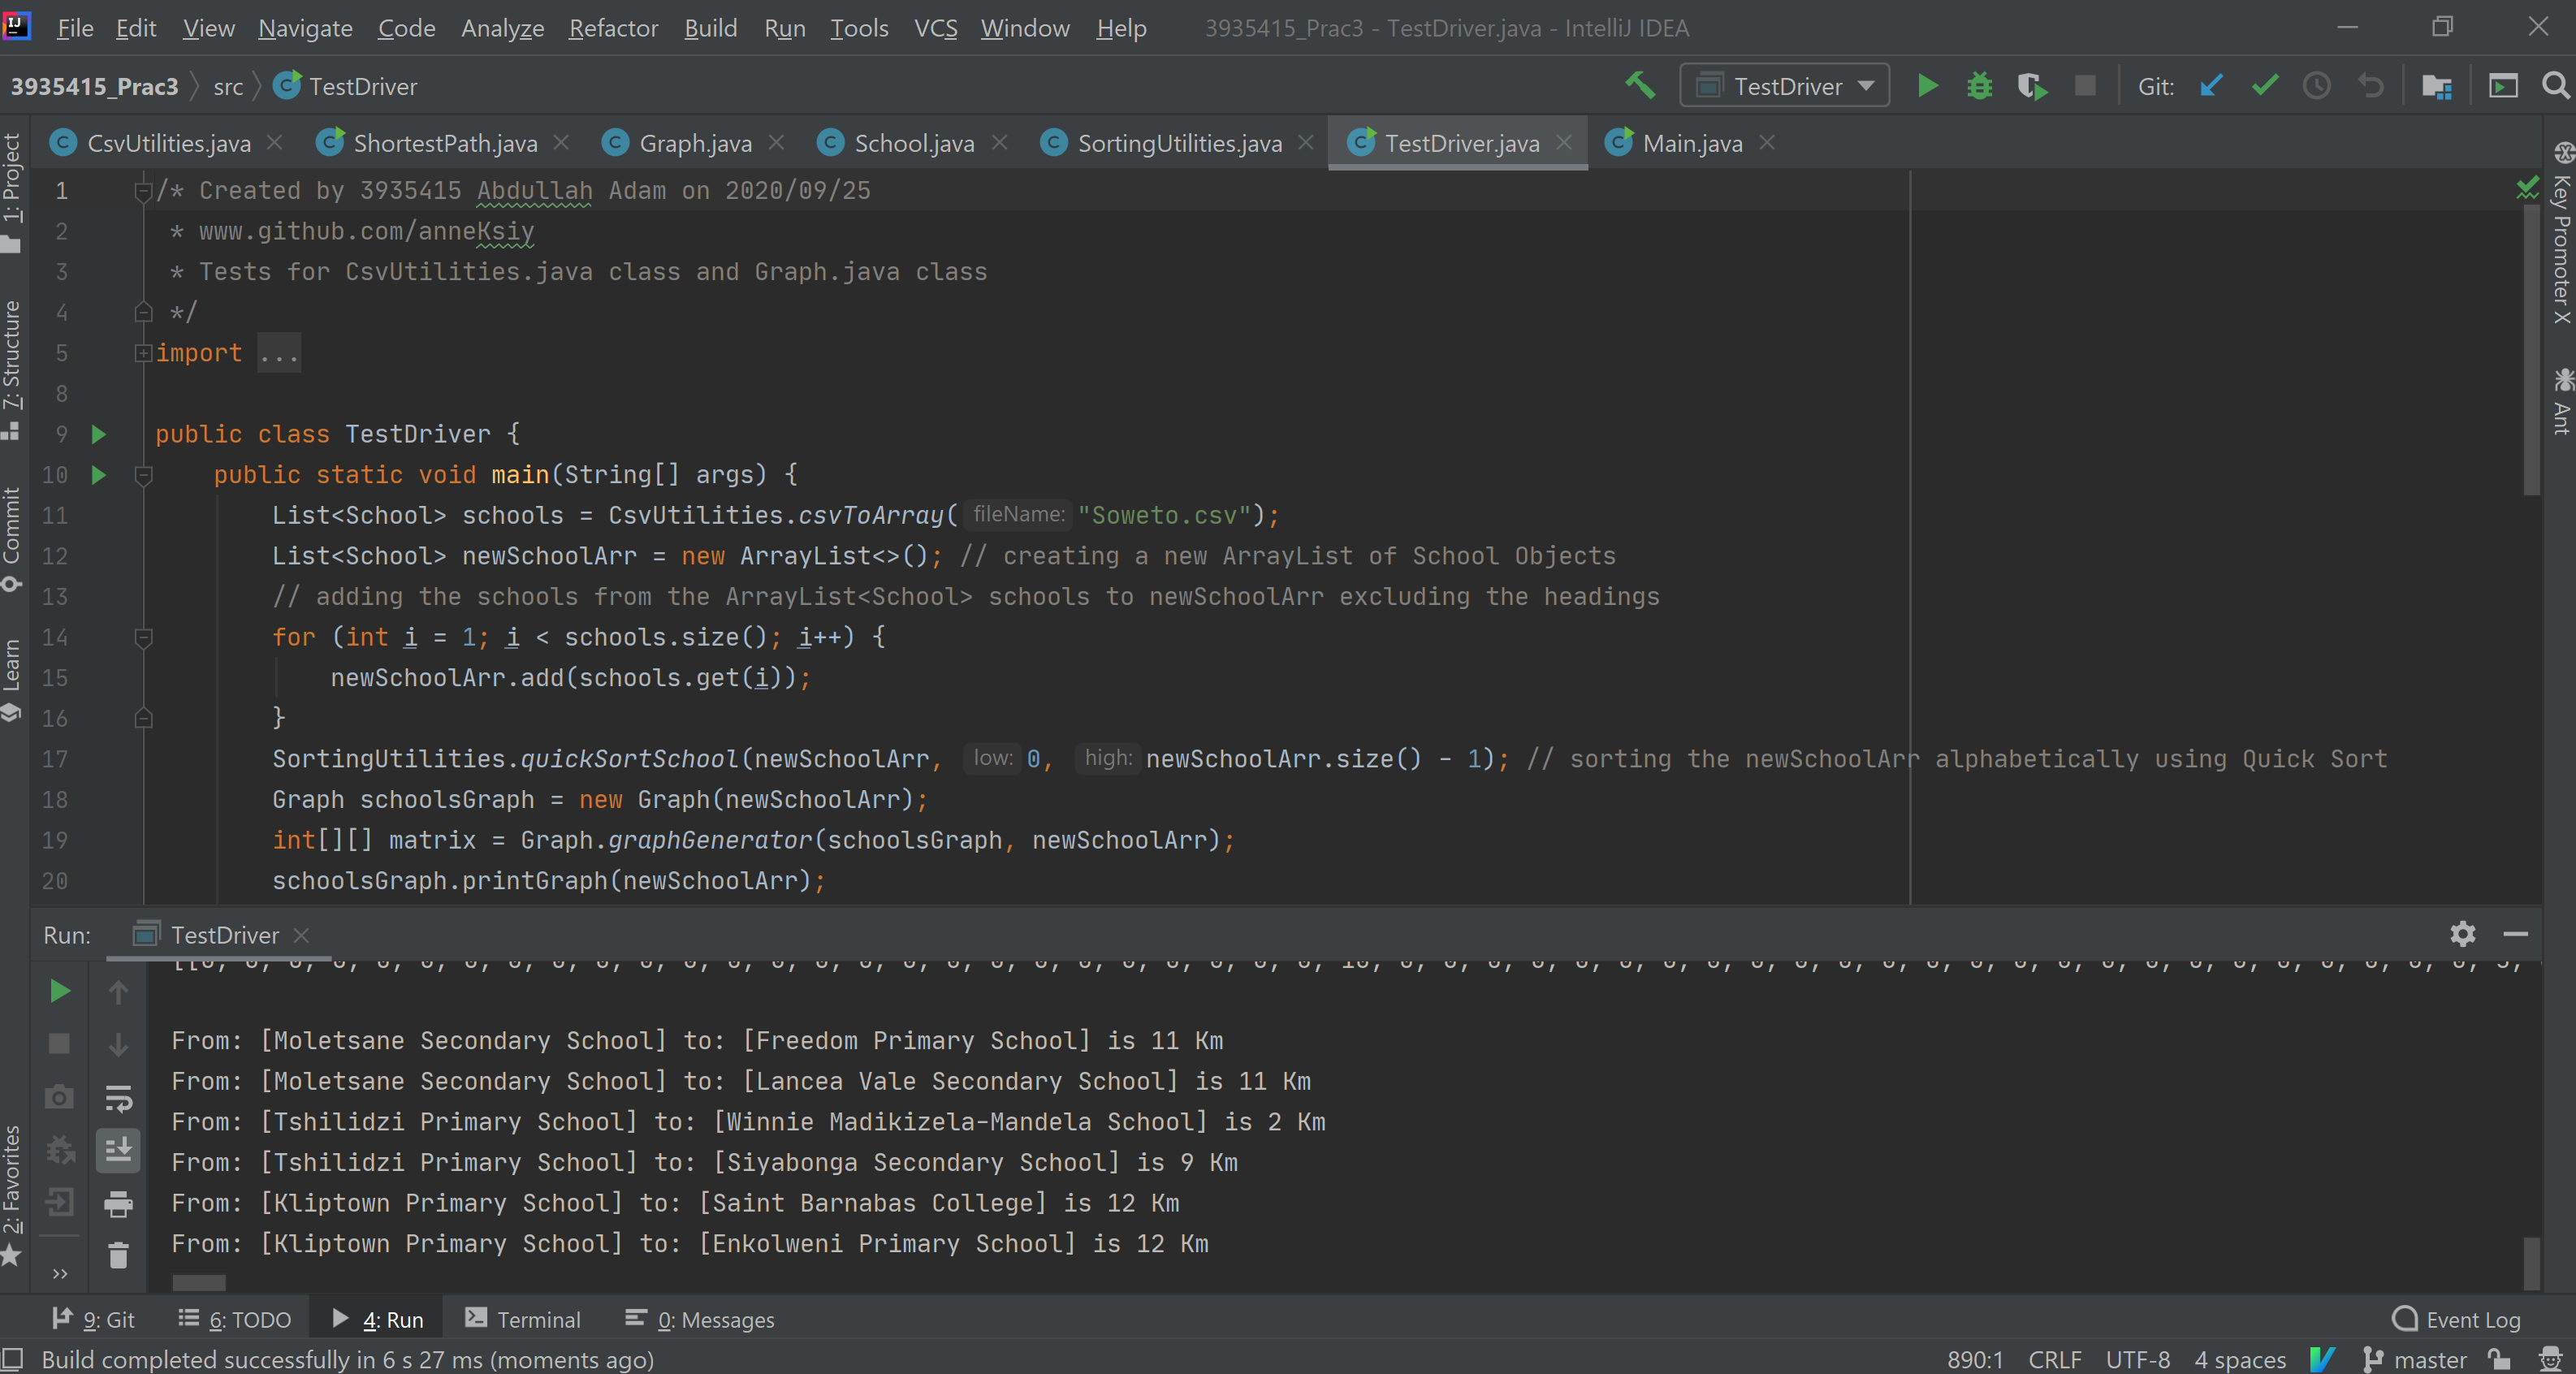 File Edit View Navigate Code Analyze Refactor Build Run Tools VCS Window Help 3935415_Prac3 - TestDriver.java - IntelliJ IDEA
3935415_Prac3 src TestDriver TestDriver Git:
CsvUtilities.java ShortestPath.java Graph.java School.java SortingUtilities.java TestDriver.java Main.java
1: Project
7: Structure
Commit
Learn
2: Favorites
1 /* Created by 3935415 Abdullah Adam on 2020/09/25
2 * www.github.com/anneKsiy
3 * Tests for CsvUtilities.java class and Graph.java class
4 */
5 import ...
8
9 public class TestDriver {
10 public static void main(String[] args) {
11 List<School> schools = CsvUtilities.csvToArray( fileName: "Soweto.csv");
12 List<School> newSchoolArr = new ArrayList<>(); // creating a new ArrayList of School Objects
13 // adding the schools from the ArrayList<School> schools to newSchoolArr excluding the headings
14 for (int i = 1; i < schools.size(); i++) {
15 newSchoolArr.add(schools.get(i));
16 }
17 SortingUtilities.quickSortSchool(newSchoolArr, low: 0, high: newSchoolArr.size() - 1); // sorting the newSchoolArr alphabetically using Quick Sort
18 Graph schoolsGraph = new Graph(newSchoolArr);
19 int[][] matrix = Graph.graphGenerator(schoolsGraph, newSchoolArr);
20 schoolsGraph.printGraph(newSchoolArr);
Key Promoter X
Ant
Run: TestDriver
From: [Moletsane Secondary School] to: [Freedom Primary School] is 11 Km
From: [Moletsane Secondary School] to: [Lancea Vale Secondary School] is 11 Km
From: [Tshilidzi Primary School] to: [Winnie Madikizela-Mandela School] is 2 Km
From: [Tshilidzi Primary School] to: [Siyabonga Secondary School] is 9 Km
From: [Kliptown Primary School] to: [Saint Barnabas College] is 12 Km
From: [Kliptown Primary School] to: [Enkolweni Primary School] is 12 Km
9: Git 6: TODO 4: Run Terminal 0: Messages Event Log
Build completed successfully in 6 s 27 ms (moments ago) 890:1 CRLF UTF-8 4 spaces master